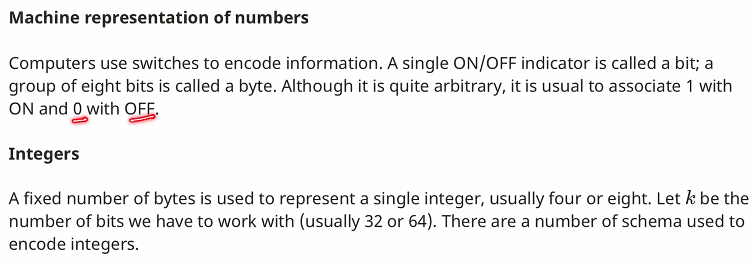 Machine representation of numbers
Computers use switches to encode information. A single ON/OFF indicator is called a bit; a
group of eight bits is called a byte. Although it is quite arbitrary, it is usual to associate 1 with
ON and 0 with OFF.
Integers
A fixed number of bytes is used to represent a single integer, usually four or eight. Let k be the
number of bits we have to work with (usually 32 or 64). There are a number of schema used to
encode integers.